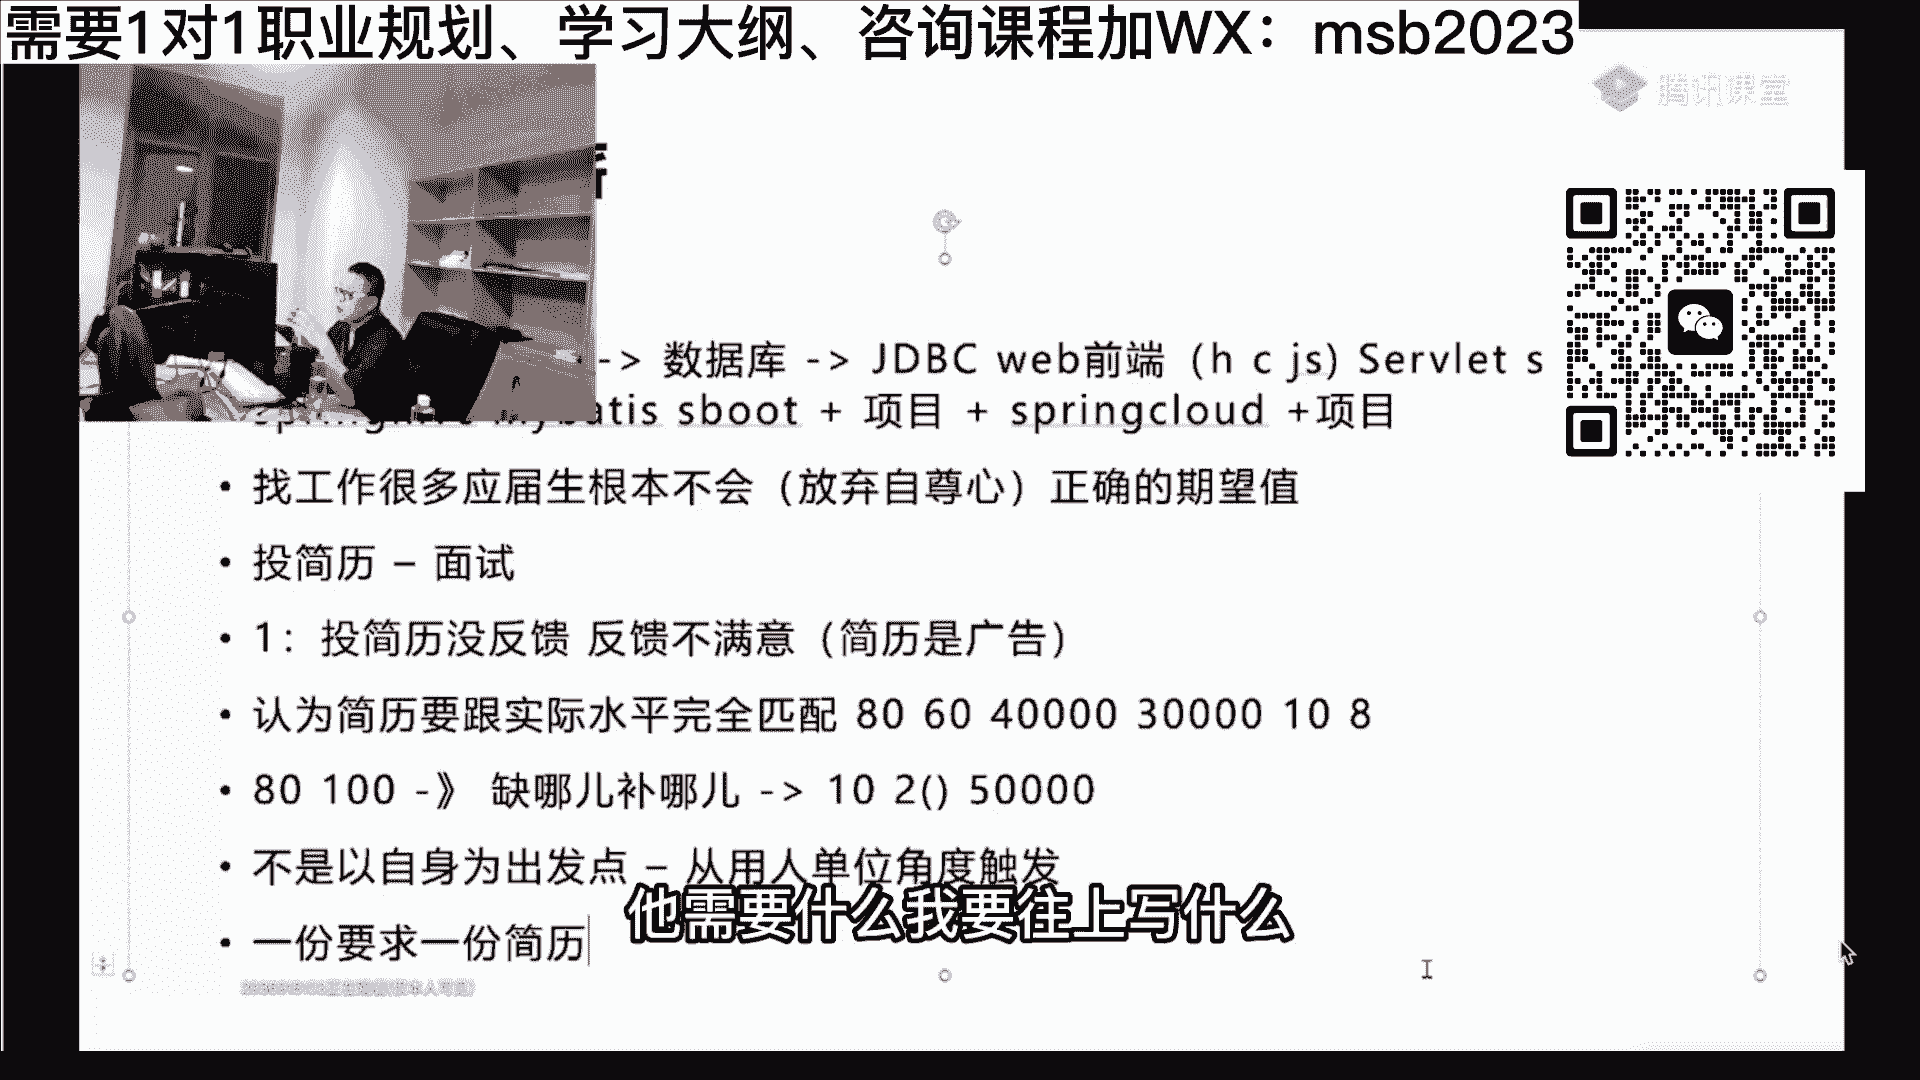 需要1对1职业规划、学习大纲、咨询课程加WX：msb2023
腾讯课堂
-> 数据库 -> JDBC web前端（h c js) Servlet s
sboot + 项目 + springcloud +项目
• 找工作很多应届生根本不会（放弃自尊心）正确的期望值
• 投简历 – 面试
• 1：投简历没反馈 反馈不满意（简历是广告）
• 认为简历要跟实际水平完全匹配 80 60 40000 30000 10 8
• 80 100 -》 缺哪儿补哪儿 -> 10 2() 50000
• 不是以自身为出发点 – 从用人单位角度触发
• 一份要求一份简历
他需要什么我要往上写什么